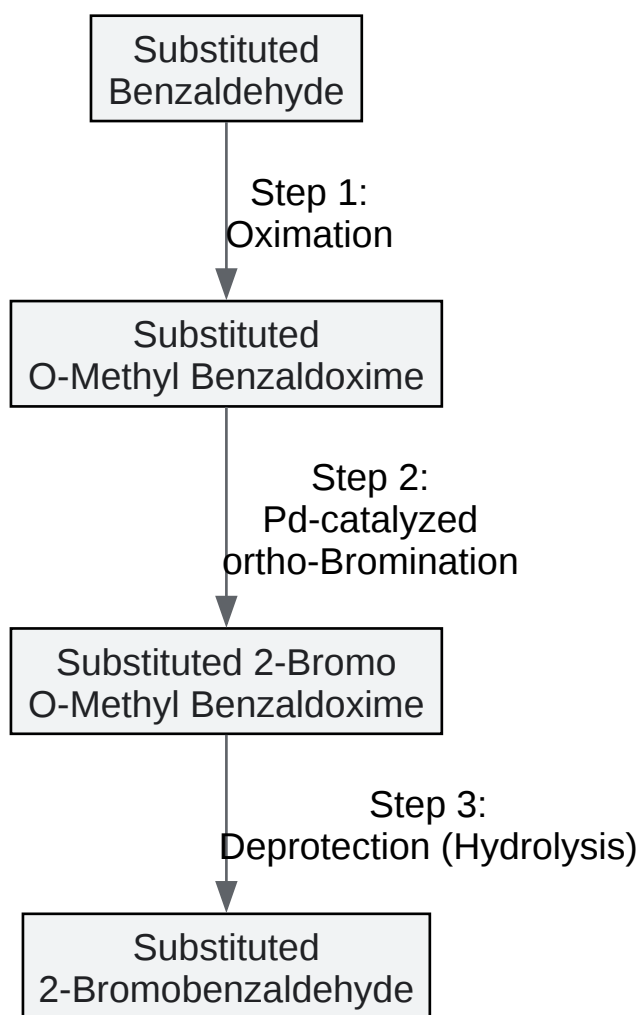 Substituted
Benzaldehyde
Step 1:
Oximation
Substituted
O-Methyl Benzaldoxime
Step 2:
Pd-catalyzed
ortho-Bromination
Substituted 2-Bromo
O-Methyl Benzaldoxime
Step 3:
Deprotection (Hydrolysis)
Substituted
2-Bromobenzaldehyde